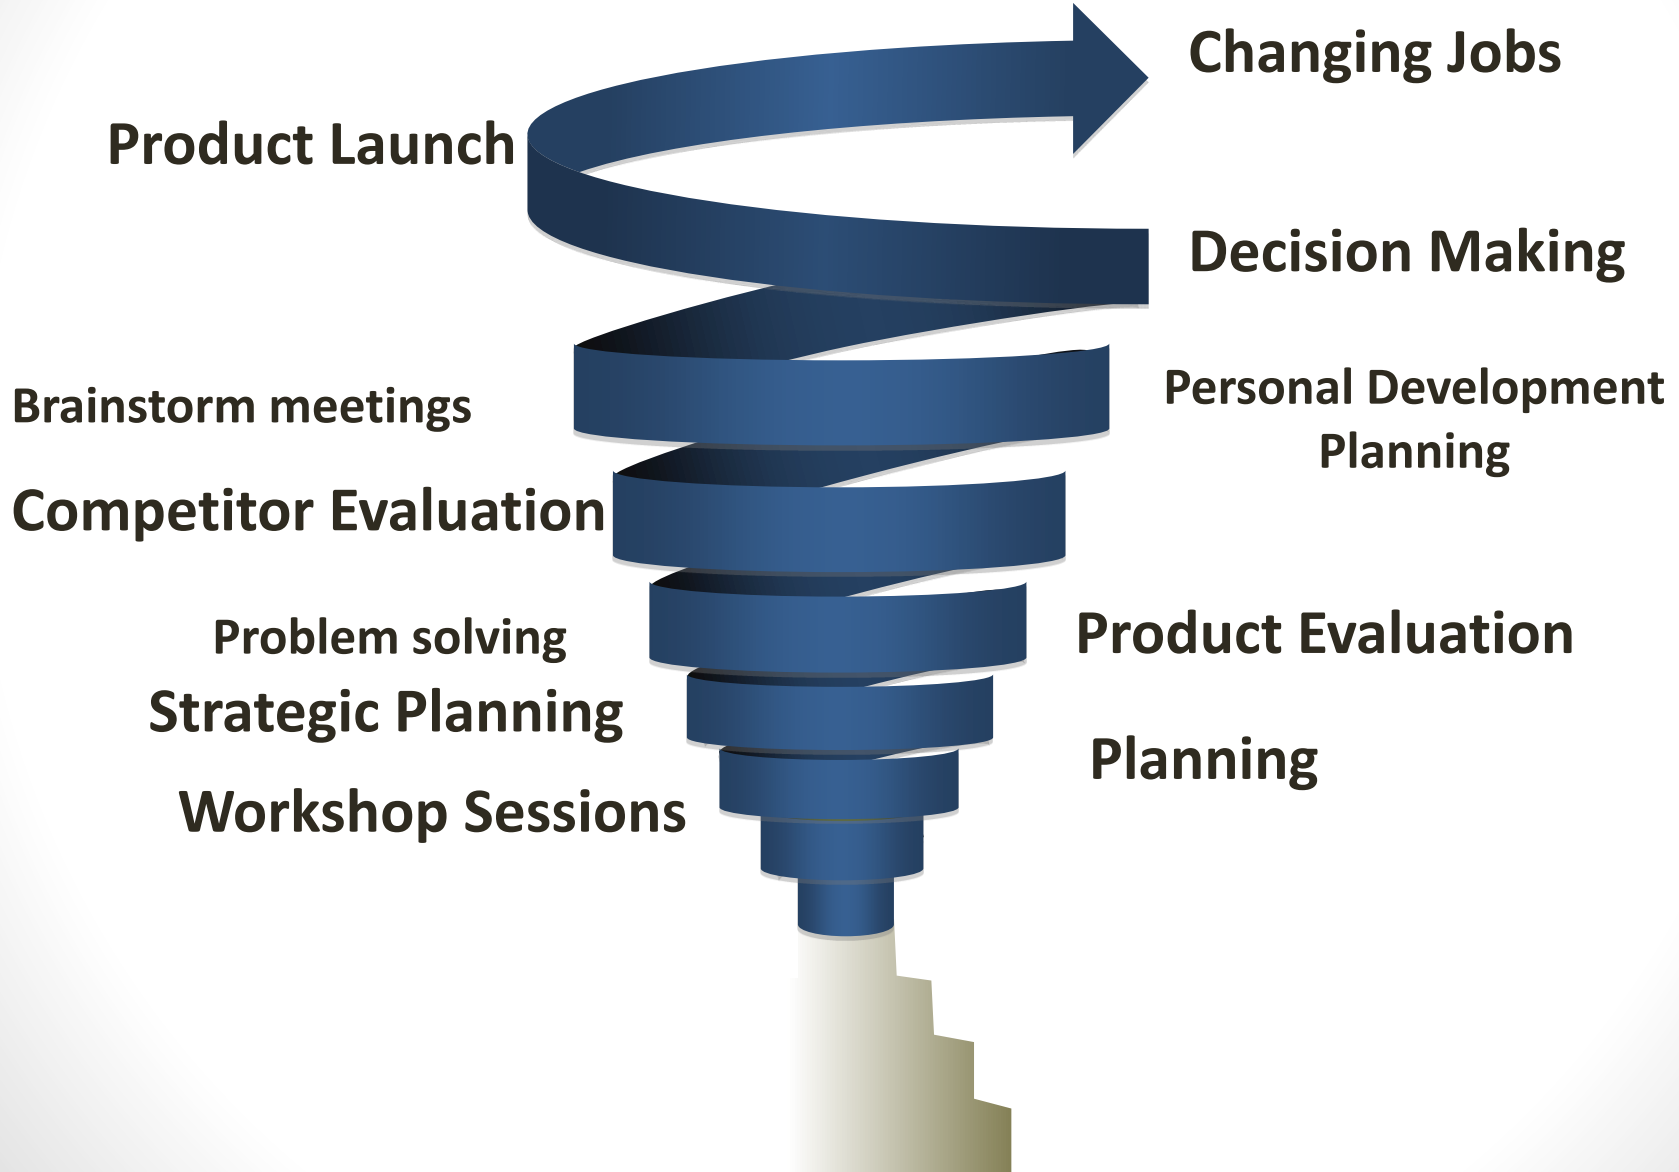 Changing Jobs
Product Launch
Decision Making
Brainstorm meetings
Personal Development
Planning
Competitor Evaluation
Problem solving
Product Evaluation
Strategic Planning
Planning
Workshop Sessions